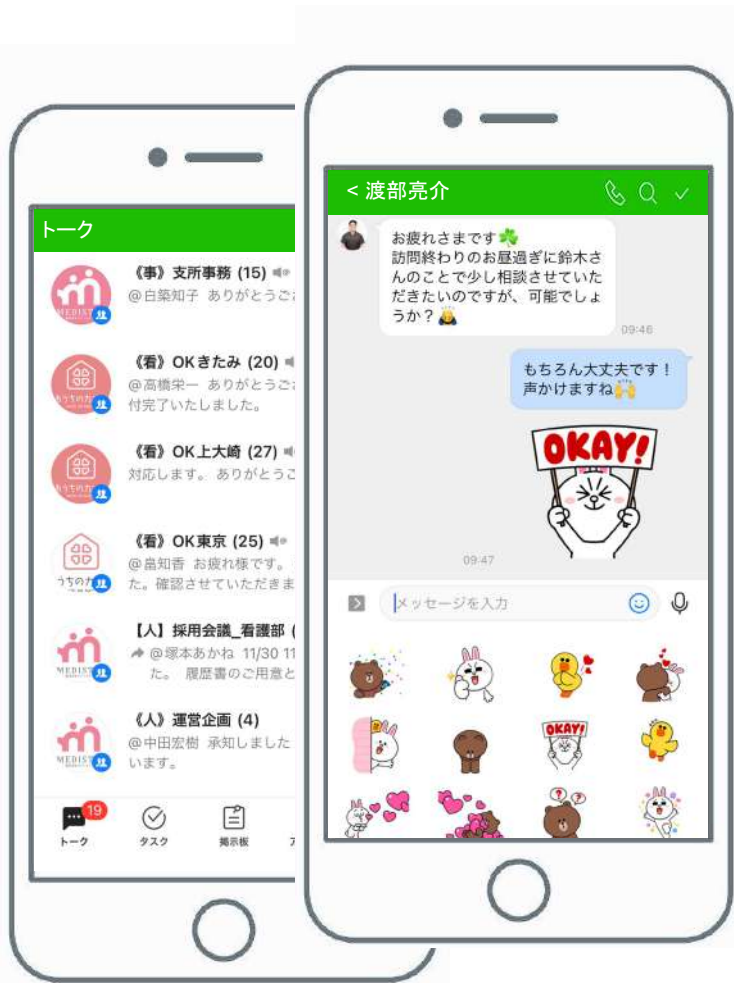 トーク
《事》支所事務 (15)
@白築知子 ありがとうご
《看》OKきたみ (20)
@高橋栄一 ありがとうご
付完了いたしました。
《看》OK上大崎 (27)
対応します。 ありがとうご
《看》OK東京 (25)
@畠知香 お疲れ様です。
た。確認させていただきま
【人】採用会議_看護部 (
@塚本あかね 11/30 11
た。 履歴書のご用意と
《人》運営企画 (4)
@中田宏樹 承知しました
います。
19
トーク
タスク
掲示板
< 渡部亮介
お疲れさまです
訪問終わりのお昼過ぎに鈴木さ
んのことで少し相談させていた
だきたいのですが、可能でしょ
うか？
09:46
もちろん大丈夫です！
声かけますね
OKAY!
09:47
メッセージを入力
OKAY!